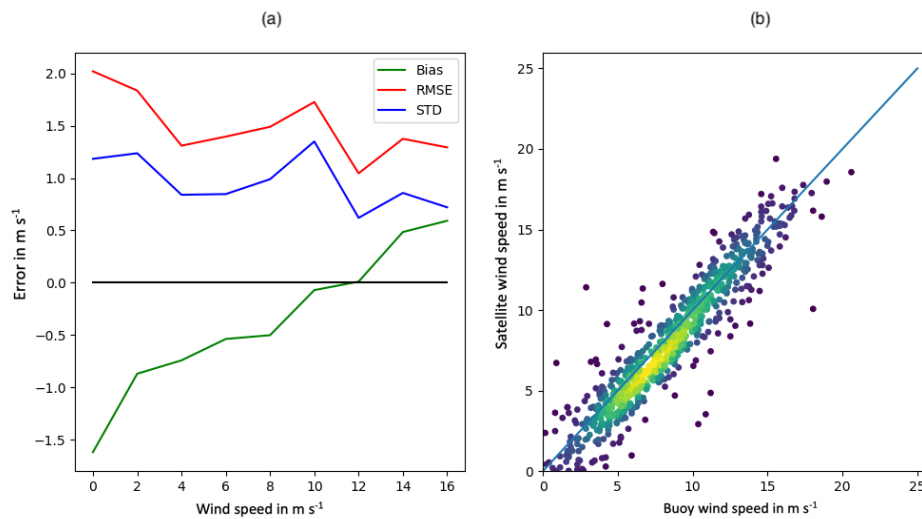 (a)
2.0
1.5
1.0
0.5
0.0
-0.5
-1.0
-1.5
Error in m s⁻¹
Bias
RMSE
STD
0 2 4 6 8 10 12 14 16
Wind speed in m s⁻¹
(b)
25
20
15
10
5
0
Satellite wind speed in m s⁻¹
0 5 10 15 20 25
Buoy wind speed in m s⁻¹